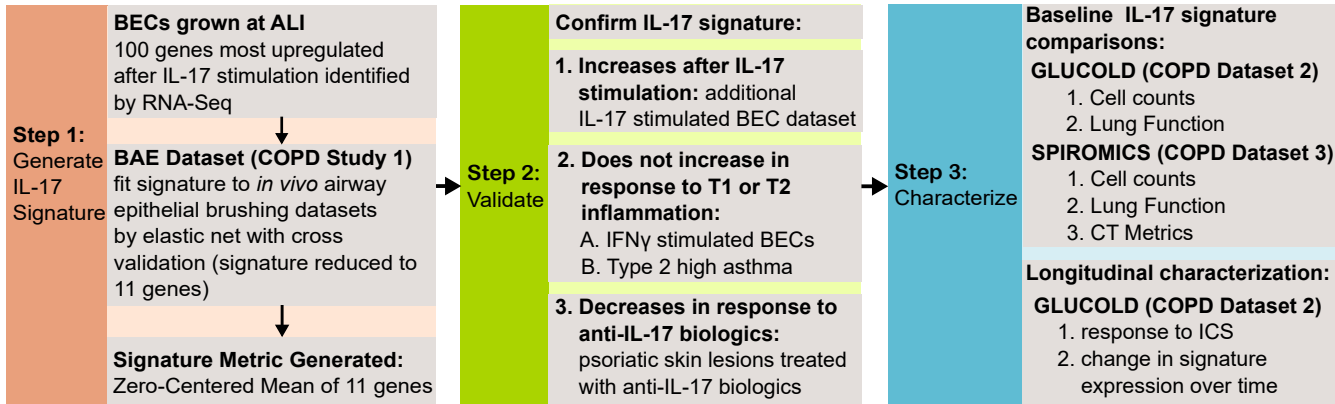 Step 1:
Generate
IL-17
Signature
BECs grown at ALI
100 genes most upregulated
after IL-17 stimulation identified
by RNA-Seq
BAE Dataset (COPD Study 1)
fit signature to in vivo airway
epithelial brushing datasets
by elastic net with cross
validation (signature reduced to
11 genes)
Signature Metric Generated:
Zero-Centered Mean of 11 genes
Step 2:
Validate
Confirm IL-17 signature:
1. Increases after IL-17
stimulation: additional
IL-17 stimulated BEC dataset
2. Does not increase in
response to T1 or T2
inflammation:
A. IFNγ stimulated BECs
B. Type 2 high asthma
3. Decreases in response to
anti-IL-17 biologics:
psoriatic skin lesions treated
with anti-IL-17 biologics
Step 3:
Characterize
Baseline IL-17 signature
comparisons:
GLUCOLD (COPD Dataset 2)
1. Cell counts
2. Lung Function
SPIROMICS (COPD Dataset 3)
1. Cell counts
2. Lung Function
3. CT Metrics
Longitudinal characterization:
GLUCOLD (COPD Dataset 2)
1. response to ICS
2. change in signature
expression over time